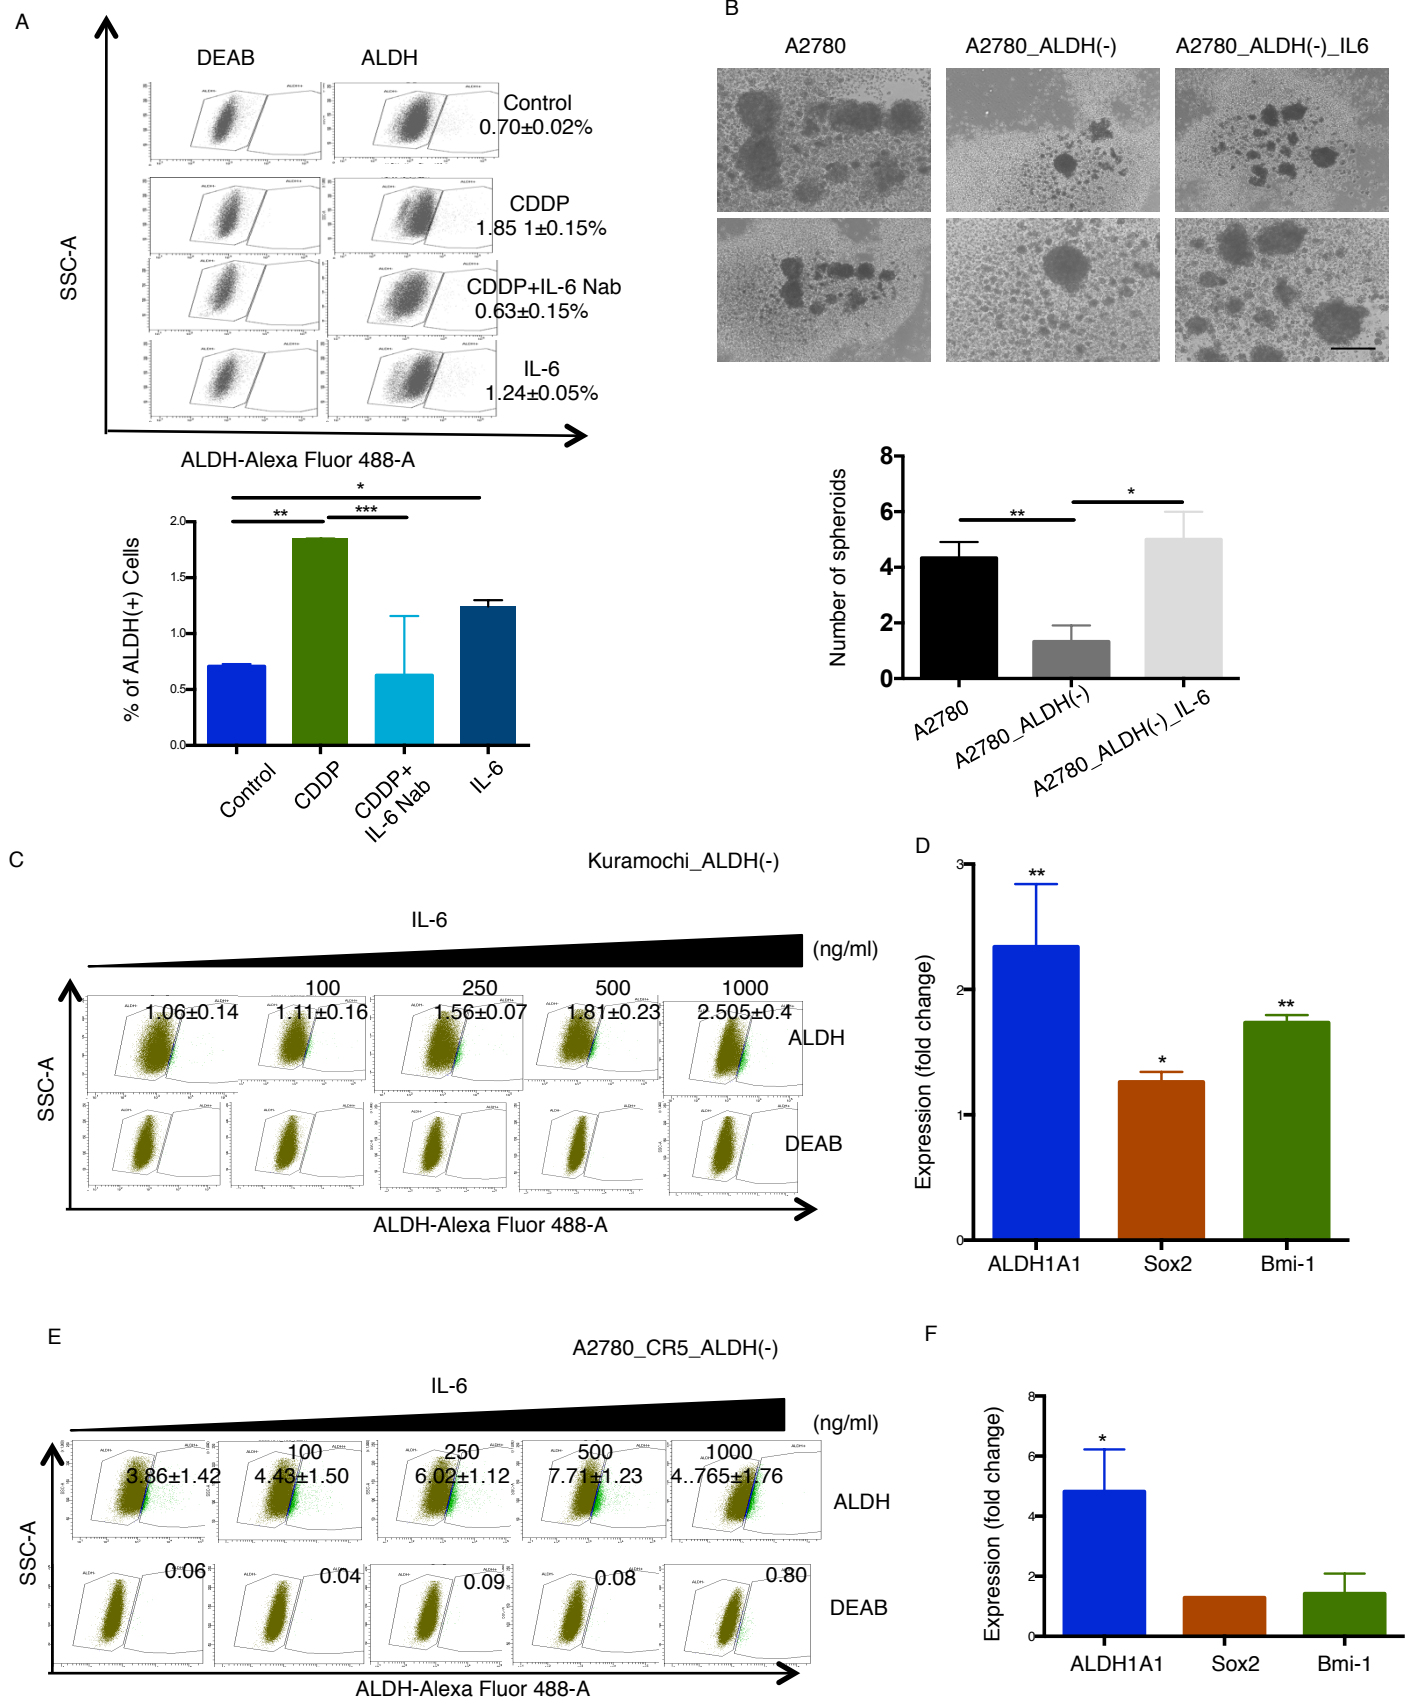 A
DEAB
ALDH
Control
0.70±0.02%
CDDP
1.85 1±0.15%
CDDP+IL-6 Nab
0.63±0.15%
IL-6
1.24±0.05%
SSC-A
ALDH-Alexa Fluor 488-A
*
**
***
% of ALDH(+) Cells
2.0
1.5
1.0
0.5
0.0
Control
CDDP
CDDP+
IL-6 Nab
IL-6
B
A2780
A2780_ALDH(-)
A2780_ALDH(-)_IL6
Number of spheroids
8
6
4
2
0
**
*
A2780
A2780_ALDH(-)
A2780_ALDH(-)_IL-6
C
Kuramochi_ALDH(-)
IL-6
(ng/ml)
100
250
500
1000
1.06±0.14
1.11±0.16
1.56±0.07
1.81±0.23
2.505±0.4
ALDH
DEAB
SSC-A
ALDH-Alexa Fluor 488-A
D
Expression (fold change)
3
2
1
0
**
*
**
ALDH1A1
Sox2
Bmi-1
E
A2780_CR5_ALDH(-)
IL-6
(ng/ml)
100
250
500
1000
3.86±1.42
4.43±1.50
6.02±1.12
7.71±1.23
4..765±1.76
ALDH
0.06
0.04
0.09
0.08
0.80
DEAB
SSC-A
ALDH-Alexa Fluor 488-A
F
Expression (fold change)
8
6
4
2
0
*
ALDH1A1
Sox2
Bmi-1